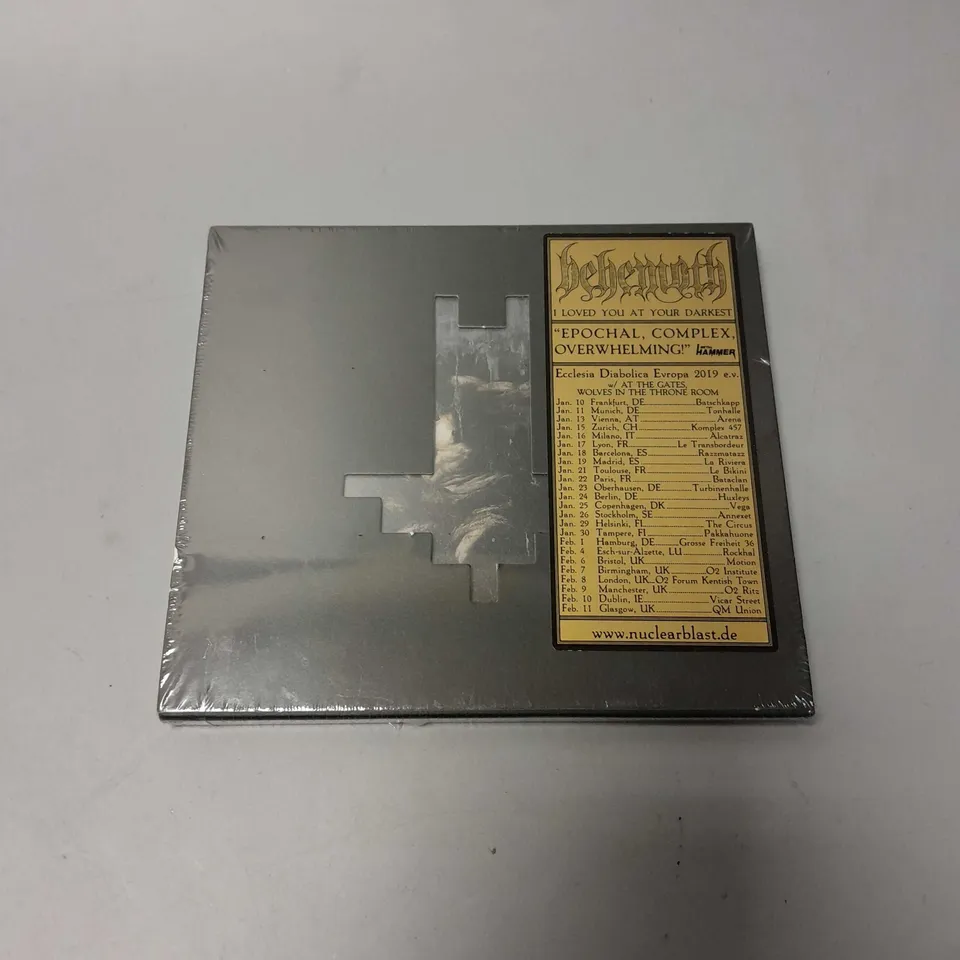 behemoth
I LOVED YOU AT YOUR DARKEST
"EPOCHAL, COMPLEX,
OVERWHELMING!" HAMMER
Ecclesia Diabolica Evropa 2019 e.v.
w/ AT THE GATES,
WOLVES IN THE THRONE ROOM
Jan. 10 Frankfurt, DE Batschkapp
Jan. 11 Munich, DE Tonhalle
Jan. 13 Vienna, AT Arena
Jan. 15 Zurich, CH Komplex 457
Jan. 16 Milano, IT Alcatraz
Jan. 17 Lyon, FR Le Transbordeur
Jan. 18 Barcelona, ES Razzmatazz
Jan. 19 Madrid, ES La Riviera
Jan. 21 Toulouse, FR Le Bikini
Jan. 22 Paris, FR Bataclan
Jan. 23 Oberhausen, DE Turbinenhalle
Jan. 24 Berlin, DE Huxleys
Jan. 25 Copenhagen, DK Vega
Jan. 26 Stockholm, SE Annexet
Jan. 29 Helsinki, FI The Circus
Jan. 30 Tampere, FI Pakkahuone
Feb. 1 Hamburg, DE Grosse Freiheit 36
Feb. 4 Esch-sur-Alzette, LU Rockhal
Feb. 6 Bristol, UK Motion
Feb. 7 Birmingham, UK O2 Institute
Feb. 8 London, UK O2 Forum Kentish Town
Feb. 9 Manchester, UK O2 Ritz
Feb. 10 Dublin, IE Vicar Street
Feb. 11 Glasgow, UK QM Union
www.nuclearblast.de